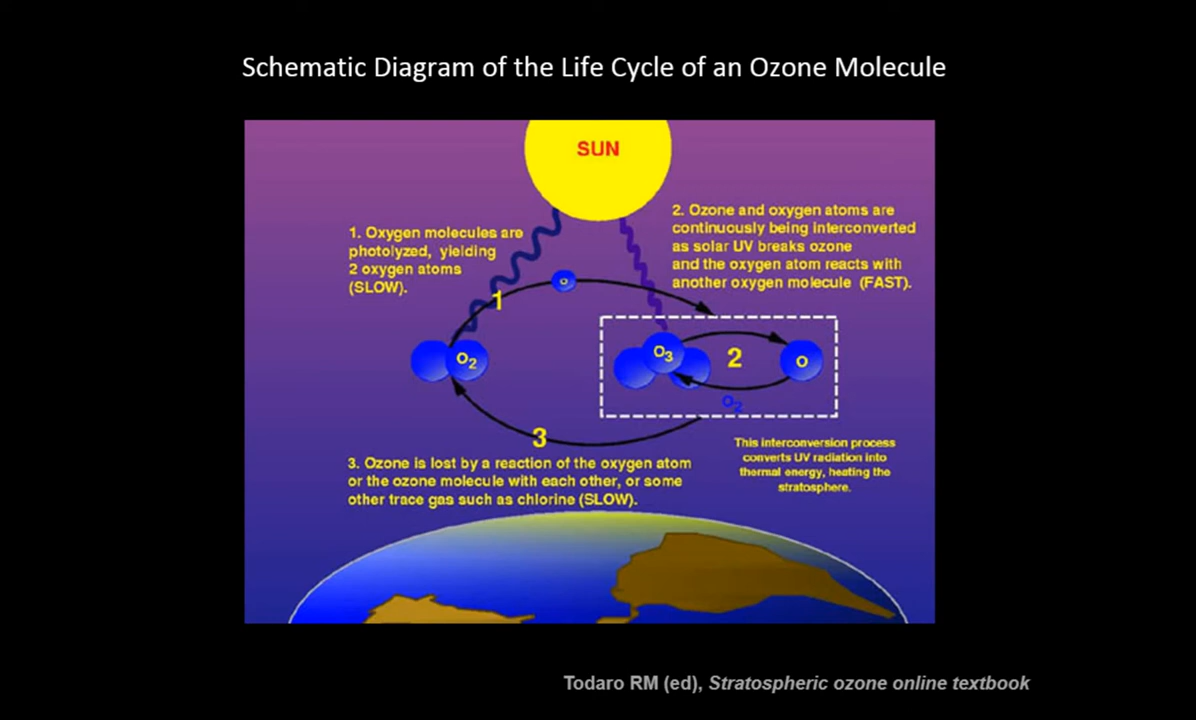 Schematic Diagram of the Life Cycle of an Ozone Molecule
SUN
1. Oxygen molecules are
photolyzed, yielding
2 oxygen atoms
(SLOW).
2. Ozone and oxygen atoms are
continuously being interconverted
as solar UV breaks ozone
and the oxygen atom reacts with
another oxygen molecule (FAST).
O
1
O2
O3
2
O
O2
3
3. Ozone is lost by a reaction of the oxygen atom
or the ozone molecule with each other, or some
other trace gas such as chlorine (SLOW).
This interconversion process
converts UV radiation into
thermal energy, heating the
stratosphere.
Todaro RM (ed), Stratospheric ozone online textbook